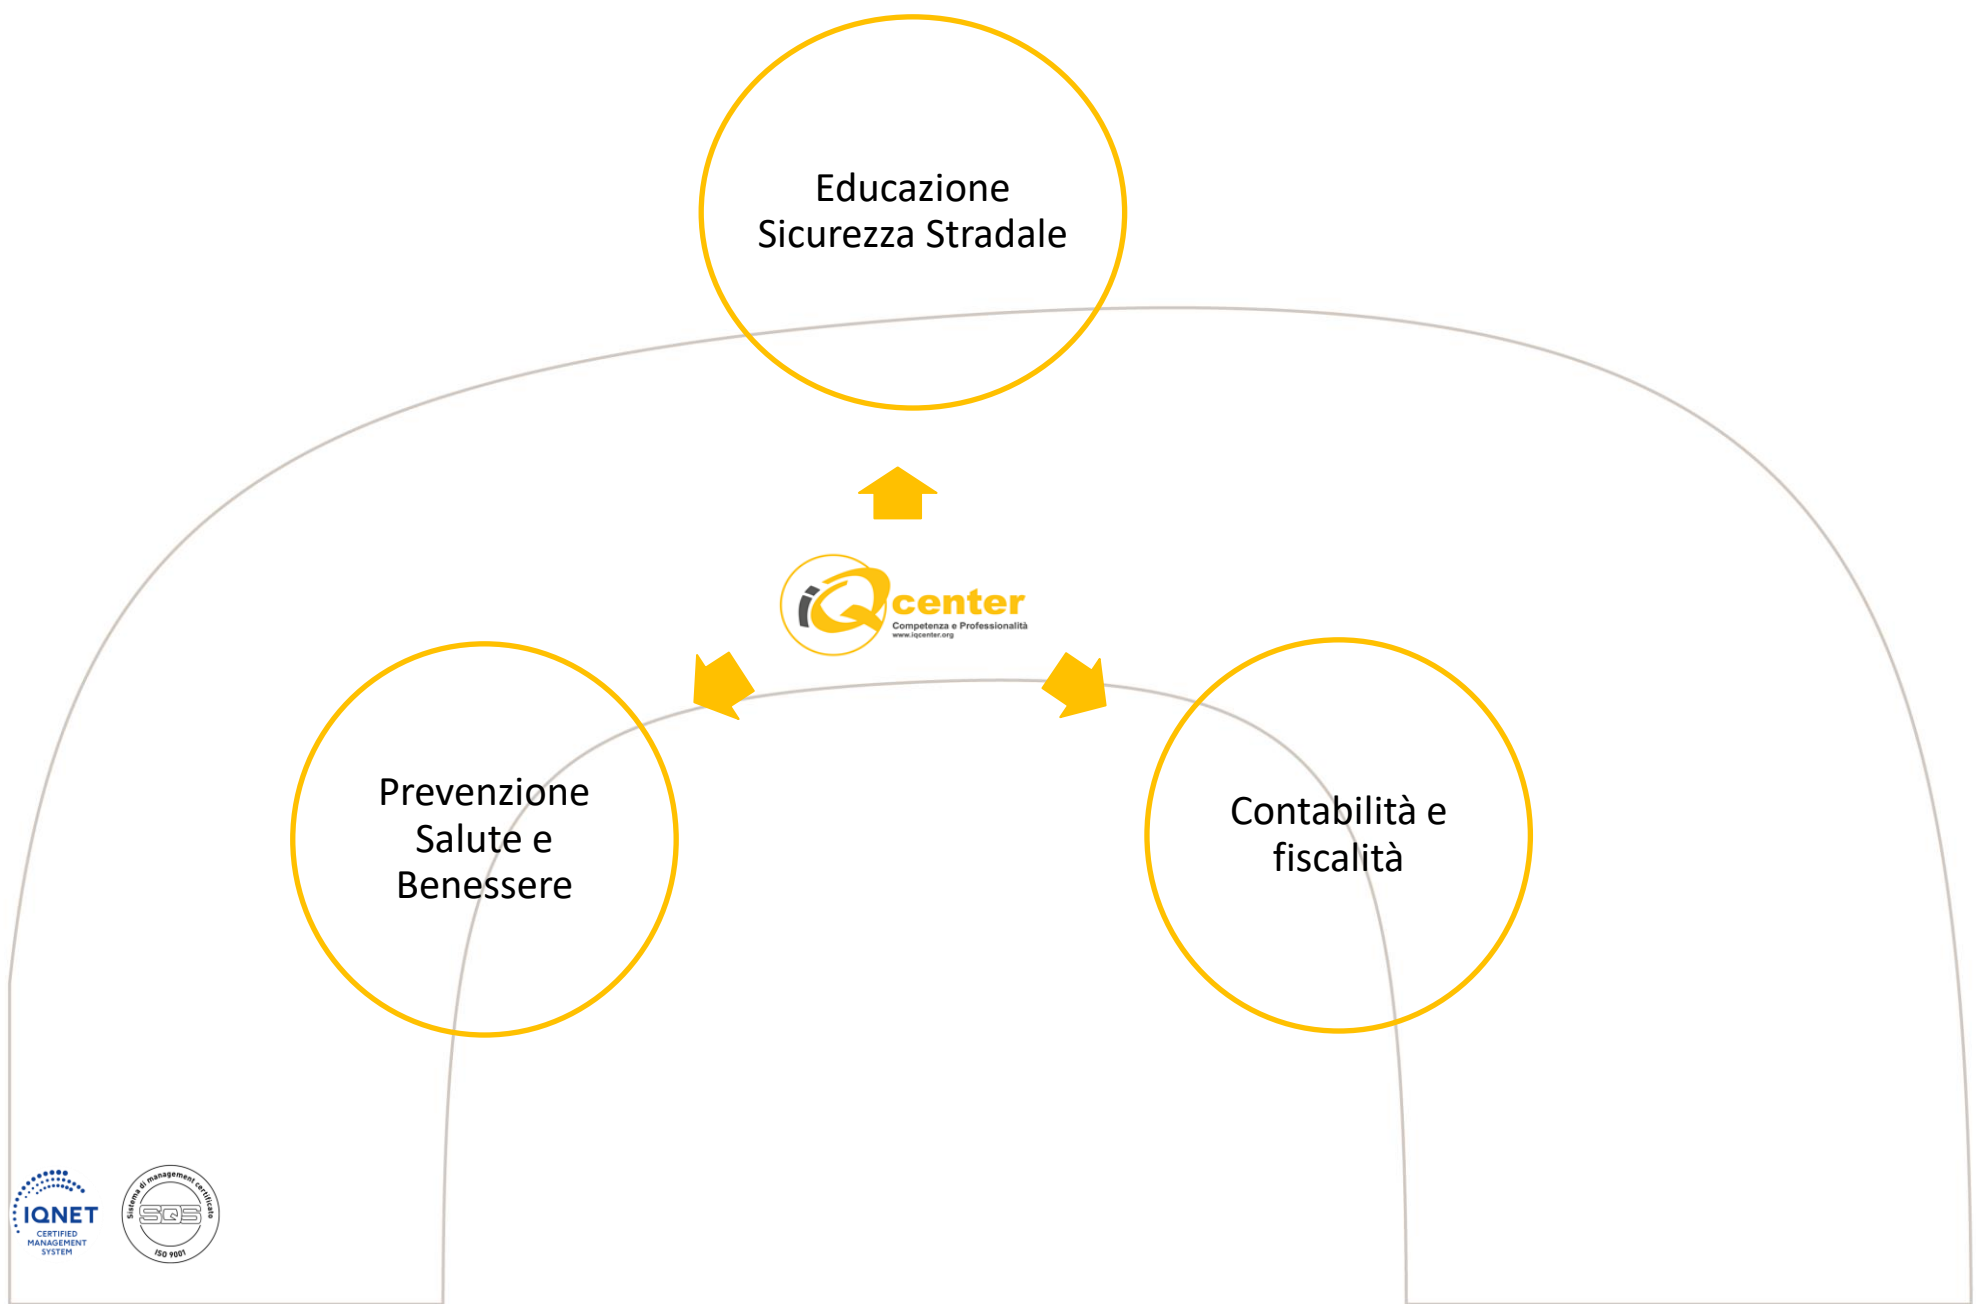 Educazione
Sicurezza Stradale
iQcenter
Competenza e Professionalità
www.iqcenter.org
Prevenzione
Salute e
Benessere
Contabilità e
fiscalità
IQNET
CERTIFIED
MANAGEMENT
SYSTEM
Sistema di management certificato
SQS
ISO 9001